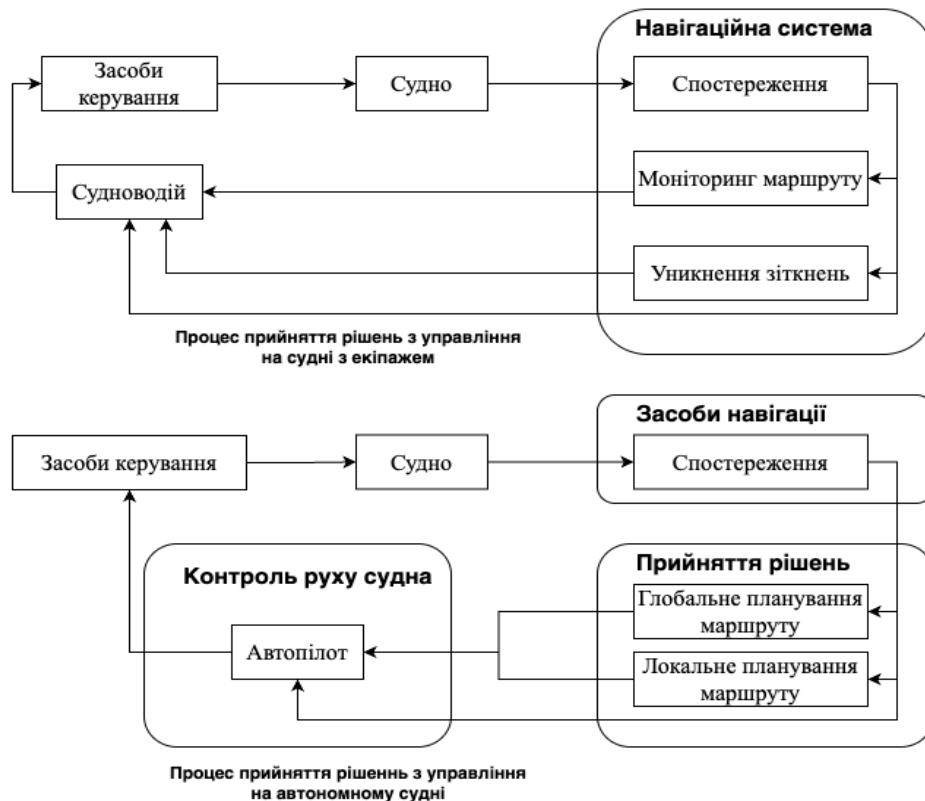 Навігаційна система
Засоби
керування
Судно
Спостереження
Судноводій
Моніторинг маршруту
Уникнення зіткнень
Процес прийняття рішень з управління
на судні з екіпажем
Засоби навігації
Засоби керування
Судно
Спостереження
Контроль руху судна
Прийняття рішень
Автопілот
Глобальне планування
маршруту
Локальне планування
маршруту
Процес прийняття рішеннь з управління
на автономному судні